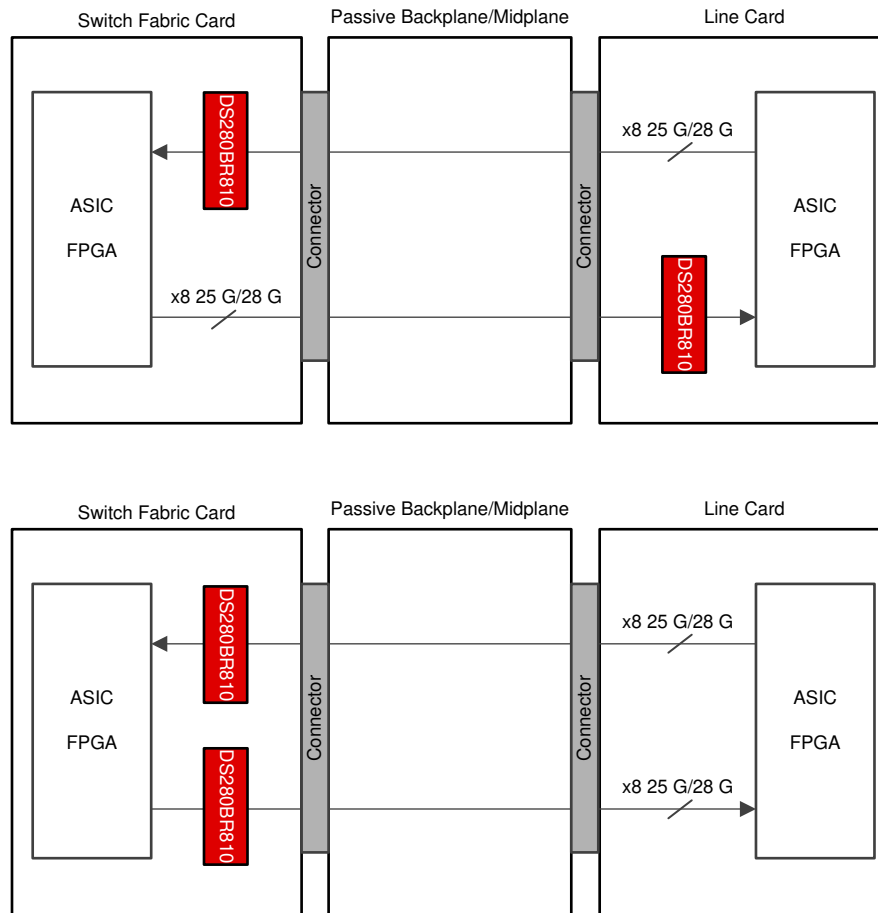 Switch Fabric Card
Passive Backplane/Midplane
Line Card
DS280BR810
x8 25 G/28 G
ASIC
FPGA
Connector
Connector
ASIC
FPGA
x8 25 G/28 G
DS280BR810
Switch Fabric Card
Passive Backplane/Midplane
Line Card
DS280BR810
x8 25 G/28 G
ASIC
FPGA
Connector
Connector
ASIC
FPGA
DS280BR810
x8 25 G/28 G